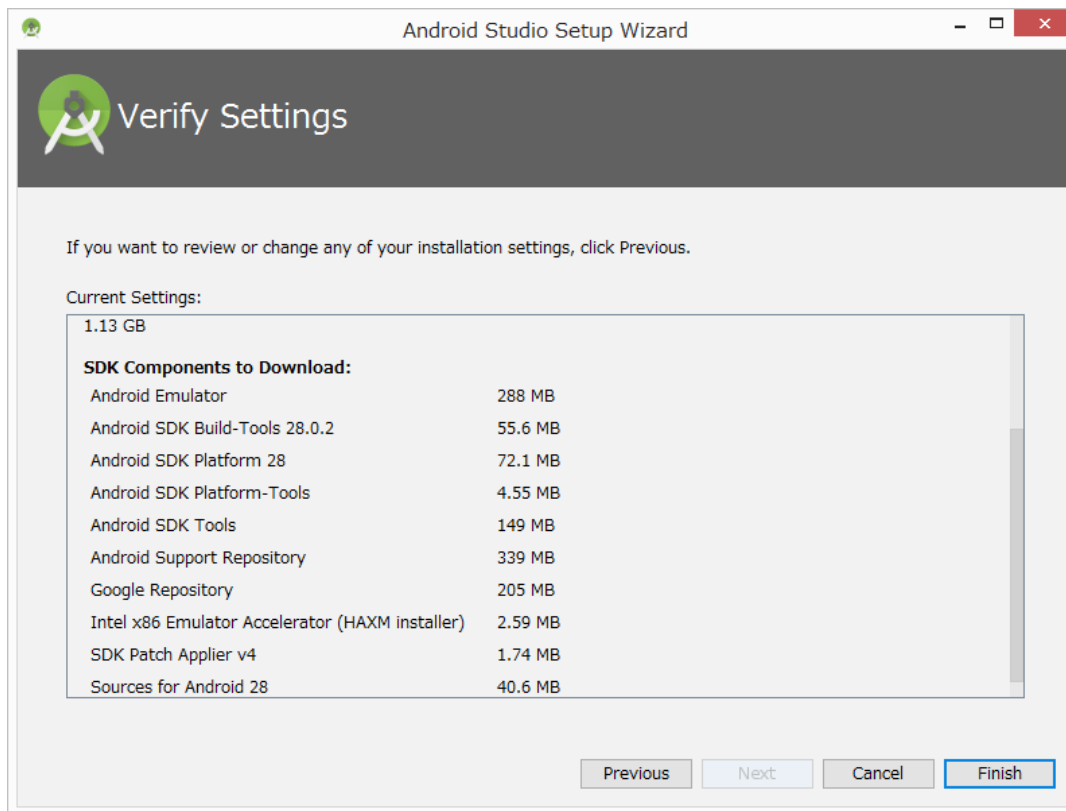 Android Studio Setup Wizard
Verify Settings
If you want to review or change any of your installation settings, click Previous.
Current Settings:
1.13 GB
SDK Components to Download:
Android Emulator 288 MB
Android SDK Build-Tools 28.0.2 55.6 MB
Android SDK Platform 28 72.1 MB
Android SDK Platform-Tools 4.55 MB
Android SDK Tools 149 MB
Android Support Repository 339 MB
Google Repository 205 MB
Intel x86 Emulator Accelerator (HAXM installer) 2.59 MB
SDK Patch Applier v4 1.74 MB
Sources for Android 28 40.6 MB
Previous Next Cancel Finish